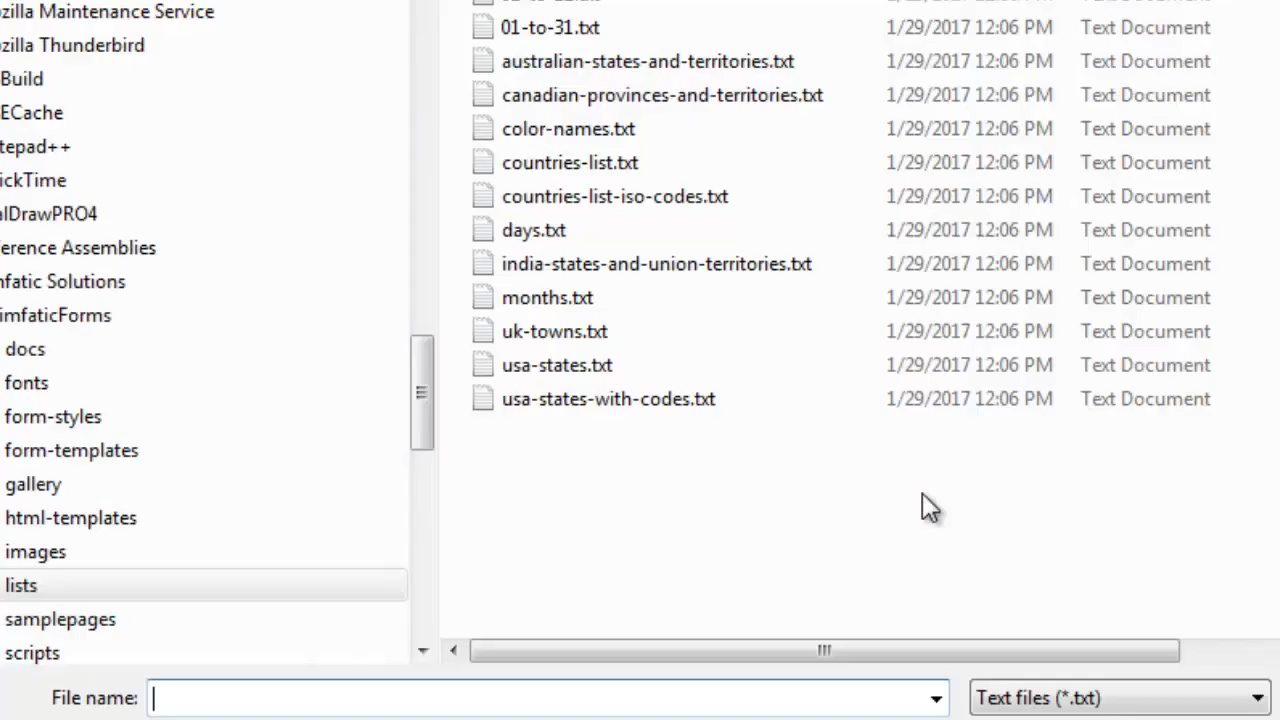 ozilla Maintenance Service
ozilla Thunderbird
Build
ECache
tepad++
ickTime
alDrawPRO4
ference Assemblies
mfatic Solutions
imfaticForms
docs
fonts
form-styles
form-templates
gallery
html-templates
images
lists
samplepages
scripts
01-to-31.txt 1/29/2017 12:06 PM Text Document
australian-states-and-territories.txt 1/29/2017 12:06 PM Text Document
canadian-provinces-and-territories.txt 1/29/2017 12:06 PM Text Document
color-names.txt 1/29/2017 12:06 PM Text Document
countries-list.txt 1/29/2017 12:06 PM Text Document
countries-list-iso-codes.txt 1/29/2017 12:06 PM Text Document
days.txt 1/29/2017 12:06 PM Text Document
india-states-and-union-territories.txt 1/29/2017 12:06 PM Text Document
months.txt 1/29/2017 12:06 PM Text Document
uk-towns.txt 1/29/2017 12:06 PM Text Document
usa-states.txt 1/29/2017 12:06 PM Text Document
usa-states-with-codes.txt 1/29/2017 12:06 PM Text Document
File name: Text files (*.txt)